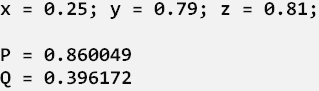 x = 0.25; y = 0.79; z = 0.81;
P = 0.860049
Q = 0.396172